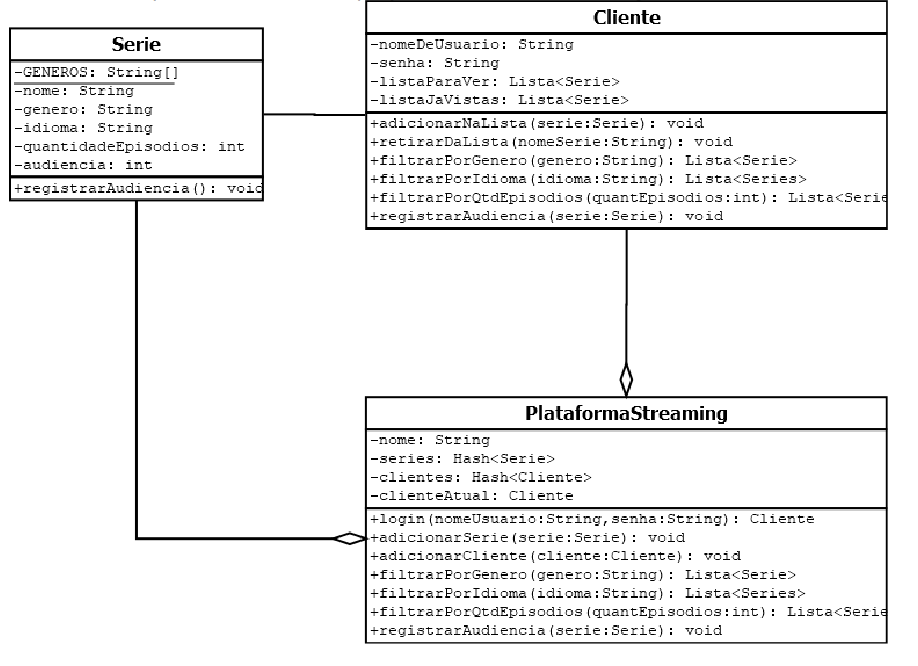 Serie
-GENEROS: String[]
-nome: String
-genero: String
-idioma: String
-quantidadeEpisodios: int
-audiencia: int
+registrarAudiencia(): void
Cliente
-nomeDeUsuario: String
-senha: String
-listaParaVer: Lista<Serie>
-listaJaVistas: Lista<Serie>
+adicionarNaLista(serie:Serie): void
+retirarDaLista(nomeSerie:String): void
+filtrarPorGenero(genero:String): Lista<Serie>
+filtrarPorIdioma(idioma:String): Lista<Series>
+filtrarPorQtdEpisodios(quantEpisodios:int): Lista<Serie
+registrarAudiencia(serie:Serie): void
PlataformaStreaming
-nome: String
-series: Hash<Serie>
-clientes: Hash<Cliente>
-clienteAtual: Cliente
+login(nomeUsuario:String,senha:String): Cliente
+adicionarSerie(serie:Serie): void
+adicionarCliente(cliente:Cliente): void
+filtrarPorGenero(genero:String): Lista<Serie>
+filtrarPorIdioma(idioma:String): Lista<Series>
+filtrarPorQtdEpisodios(quantEpisodios:int): Lista<Serie
+registrarAudiencia(serie:Serie): void